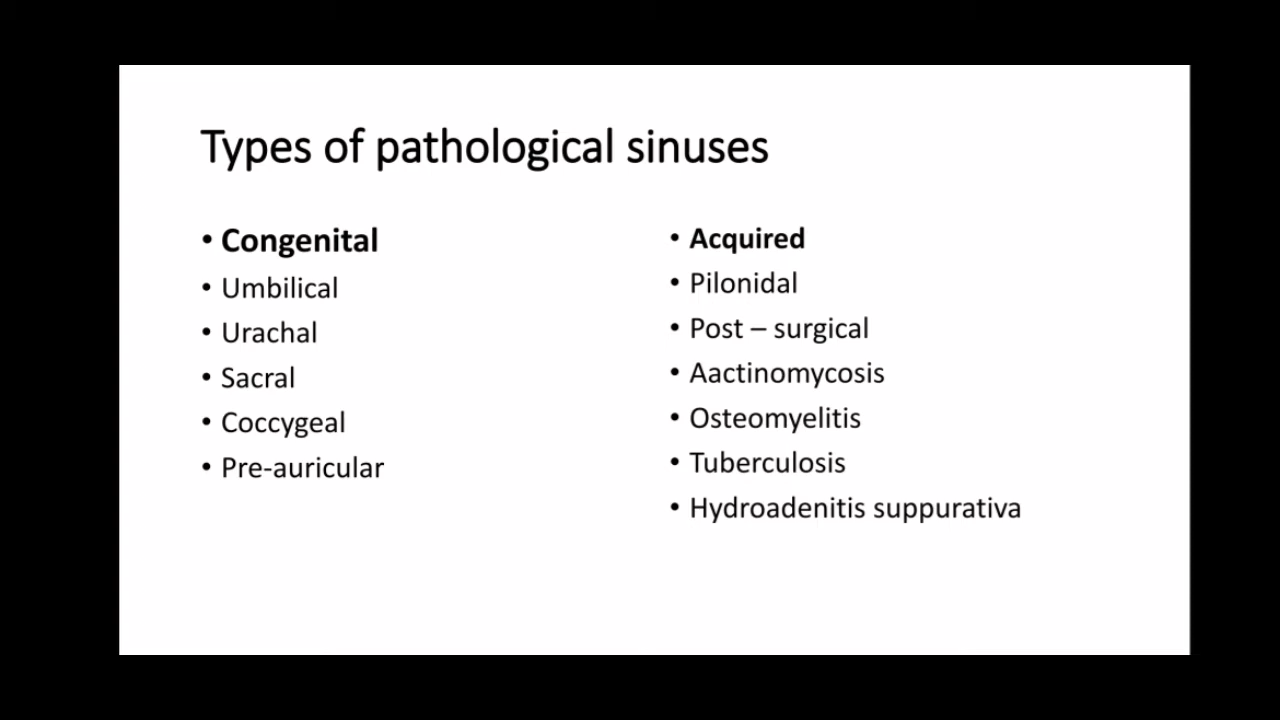 Types of pathological sinuses
• Congenital
• Umbilical
• Urachal
• Sacral
• Coccygeal
• Pre-auricular
• Acquired
• Pilonidal
• Post – surgical
• Aactinomycosis
• Osteomyelitis
• Tuberculosis
• Hydroadenitis suppurativa